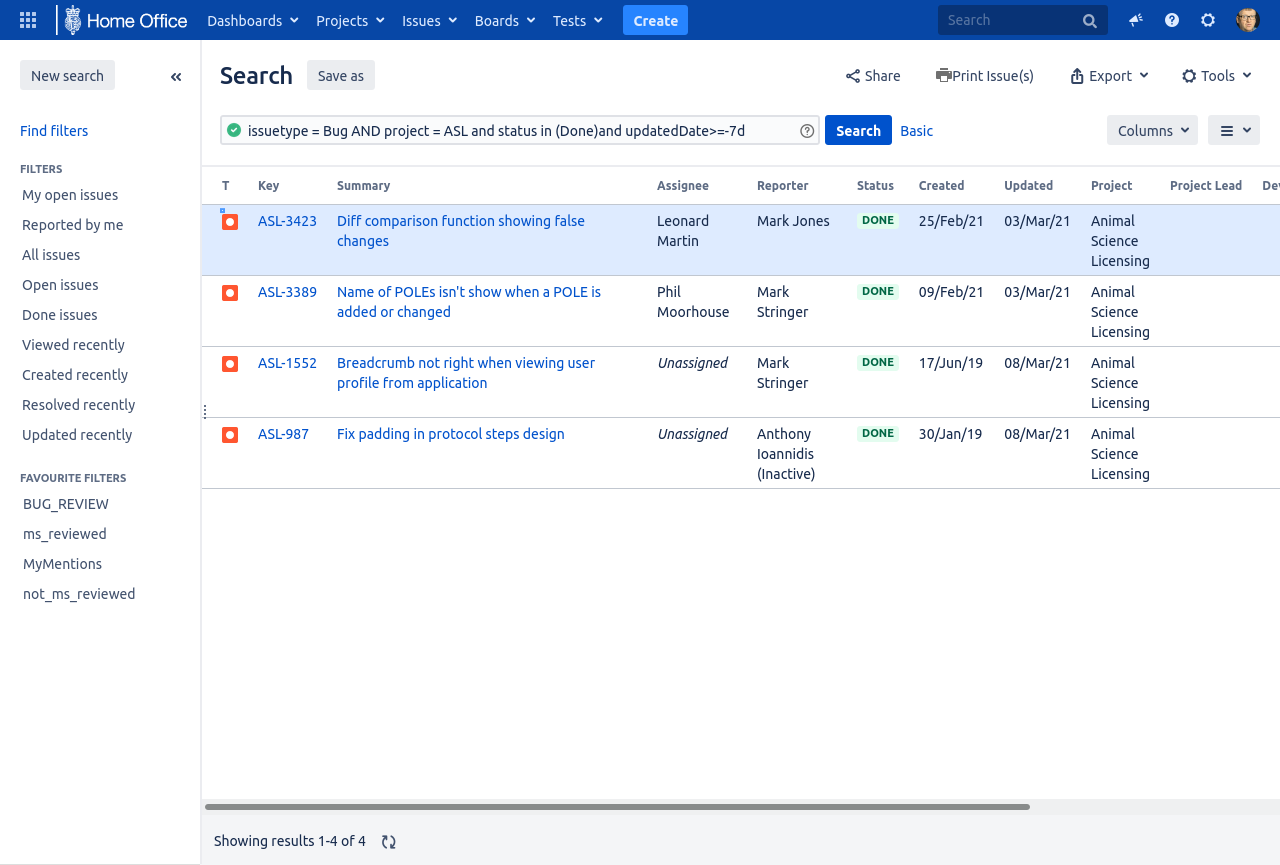 Home Office Dashboards Projects Issues Boards Tests Create Search
New search
Search Save as Share Print Issue(s) Export Tools
Find filters
issuetype = Bug AND project = ASL and status in (Done)and updatedDate>=-7d Search Basic Columns
FILTERS
My open issues
Reported by me
All issues
Open issues
Done issues
Viewed recently
Created recently
Resolved recently
Updated recently
FAVOURITE FILTERS
BUG_REVIEW
ms_reviewed
MyMentions
not_ms_reviewed
T Key Summary Assignee Reporter Status Created Updated Project Project Lead Dev
ASL-3423 Diff comparison function showing false Leonard Mark Jones DONE 25/Feb/21 03/Mar/21 Animal
changes Martin Science
Licensing
ASL-3389 Name of POLEs isn't show when a POLE is Phil Mark DONE 09/Feb/21 03/Mar/21 Animal
added or changed Moorhouse Stringer Science
Licensing
ASL-1552 Breadcrumb not right when viewing user Unassigned Mark DONE 17/Jun/19 08/Mar/21 Animal
profile from application Stringer Science
Licensing
ASL-987 Fix padding in protocol steps design Unassigned Anthony DONE 30/Jan/19 08/Mar/21 Animal
Ioannidis Science
(Inactive) Licensing
Showing results 1-4 of 4